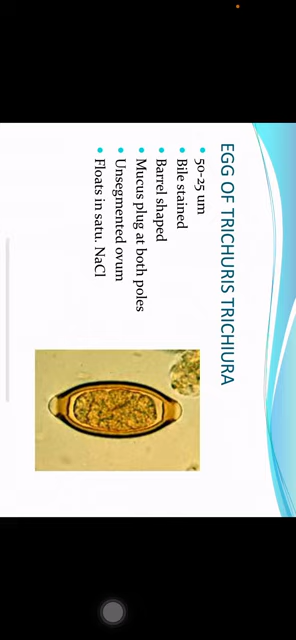 EGG OF TRICHURIS TRICHIURA
50-25 um
Bile stained
Barrel shaped
Mucus plug at both poles
Unsegmented ovum
Floats in satu. NaCl